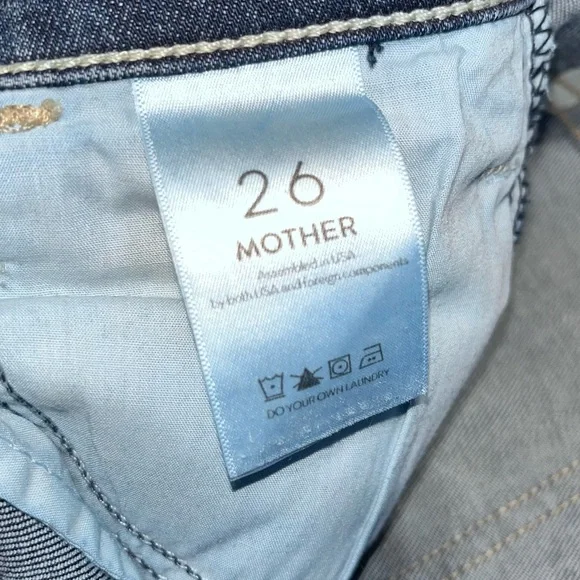 26
MOTHER
Assembled in USA
by both USA and foreign components
DO YOUR OWN LAUNDRY